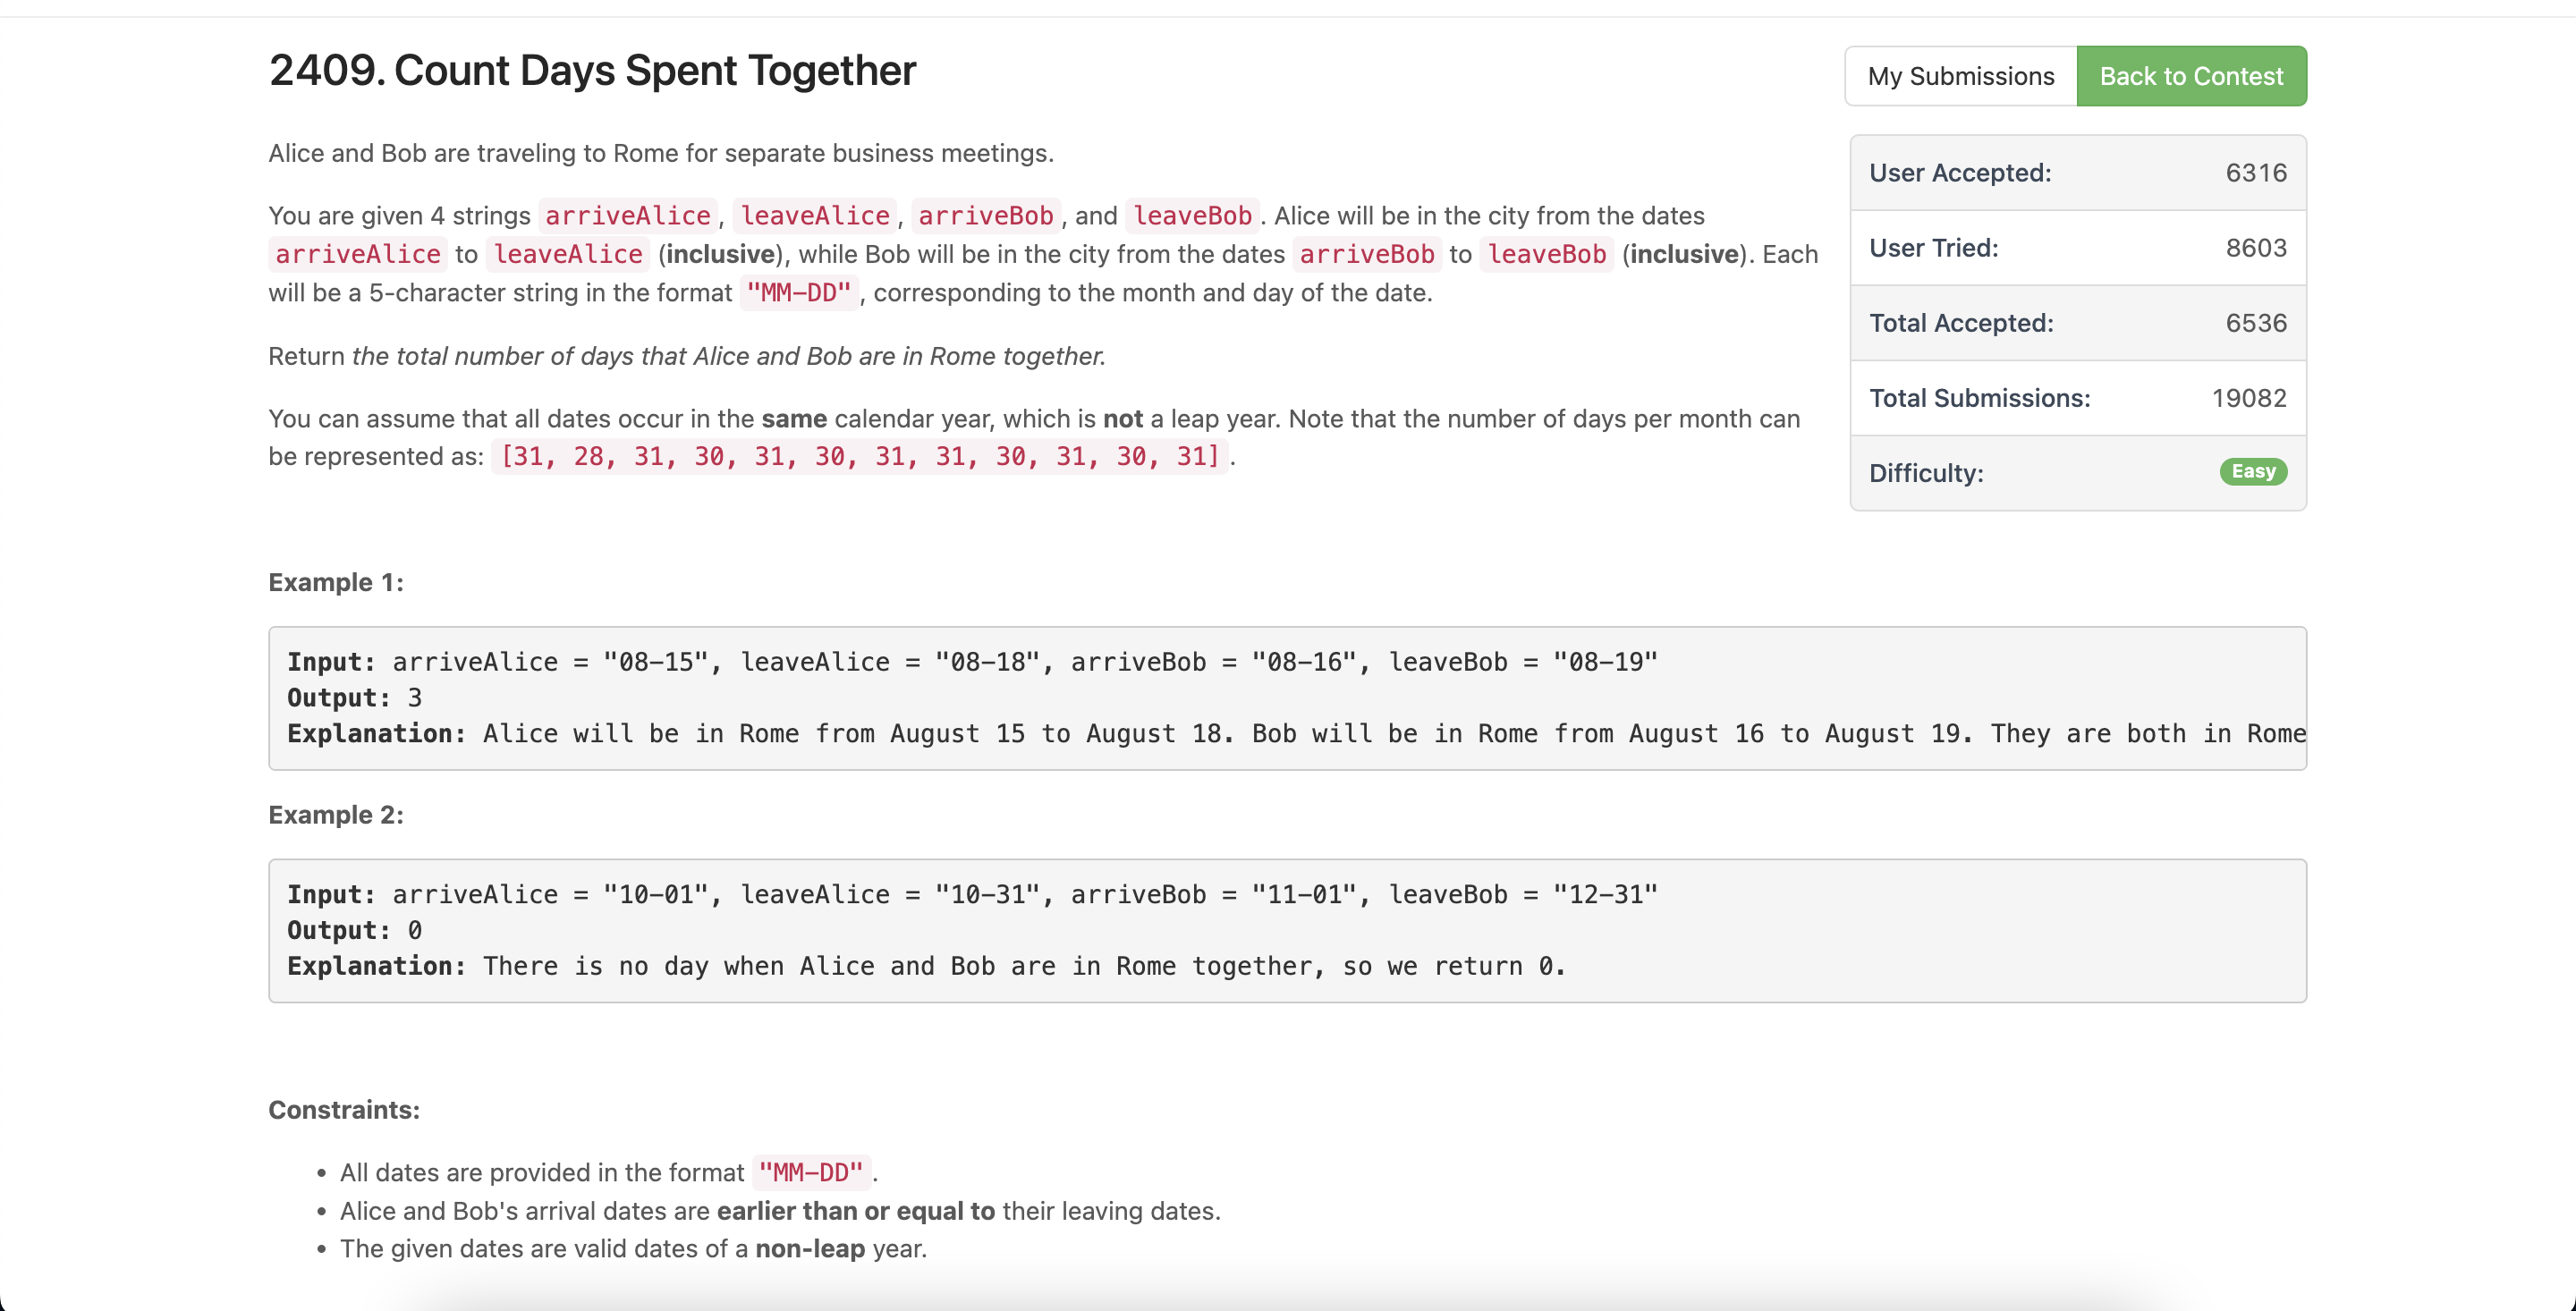 2409. Count Days Spent Together
My Submissions
Back to Contest
Alice and Bob are traveling to Rome for separate business meetings.
You are given 4 strings arriveAlice, leaveAlice, arriveBob, and leaveBob. Alice will be in the city from the dates
arriveAlice to leaveAlice (inclusive), while Bob will be in the city from the dates arriveBob to leaveBob (inclusive). Each
will be a 5-character string in the format "MM-DD", corresponding to the month and day of the date.
Return the total number of days that Alice and Bob are in Rome together.
You can assume that all dates occur in the same calendar year, which is not a leap year. Note that the number of days per month can
be represented as: [31, 28, 31, 30, 31, 30, 31, 31, 30, 31, 30, 31].
User Accepted: 6316
User Tried: 8603
Total Accepted: 6536
Total Submissions: 19082
Difficulty: Easy
Example 1:
Input: arriveAlice = "08-15", leaveAlice = "08-18", arriveBob = "08-16", leaveBob = "08-19"
Output: 3
Explanation: Alice will be in Rome from August 15 to August 18. Bob will be in Rome from August 16 to August 19. They are both in Rome
Example 2:
Input: arriveAlice = "10-01", leaveAlice = "10-31", arriveBob = "11-01", leaveBob = "12-31"
Output: 0
Explanation: There is no day when Alice and Bob are in Rome together, so we return 0.
Constraints:
• All dates are provided in the format "MM-DD".
• Alice and Bob's arrival dates are earlier than or equal to their leaving dates.
• The given dates are valid dates of a non-leap year.